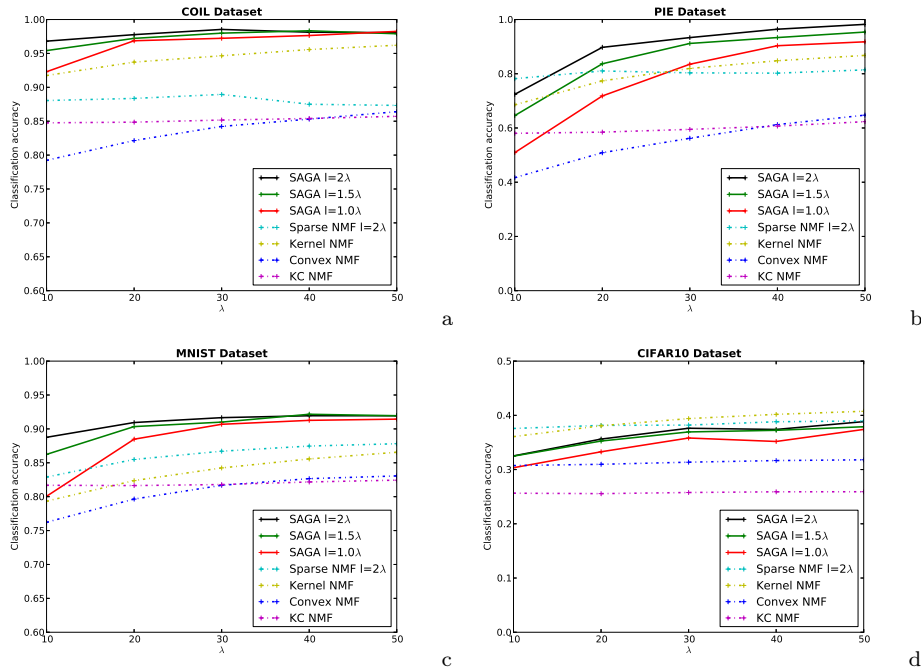 COIL Dataset
1.00
0.95
0.90
0.85
0.80
0.75
0.70
0.65
0.60
Classification accuracy
10 20 30 40 50
λ
SAGA l=2λ
SAGA l=1.5λ
SAGA l=1.0λ
Sparse NMF l=2λ
Kernel NMF
Convex NMF
KC NMF
a
PIE Dataset
1.0
0.8
0.6
0.4
0.2
0.0
Classification accuracy
10 20 30 40 50
λ
SAGA l=2λ
SAGA l=1.5λ
SAGA l=1.0λ
Sparse NMF l=2λ
Kernel NMF
Convex NMF
KC NMF
b
MNIST Dataset
1.00
0.95
0.90
0.85
0.80
0.75
0.70
0.65
0.60
Classification accuracy
10 20 30 40 50
λ
SAGA l=2λ
SAGA l=1.5λ
SAGA l=1.0λ
Sparse NMF l=2λ
Kernel NMF
Convex NMF
KC NMF
c
CIFAR10 Dataset
0.5
0.4
0.3
0.2
0.1
0.0
Classification accuracy
10 20 30 40 50
λ
SAGA l=2λ
SAGA l=1.5λ
SAGA l=1.0λ
Sparse NMF l=2λ
Kernel NMF
Convex NMF
KC NMF
d